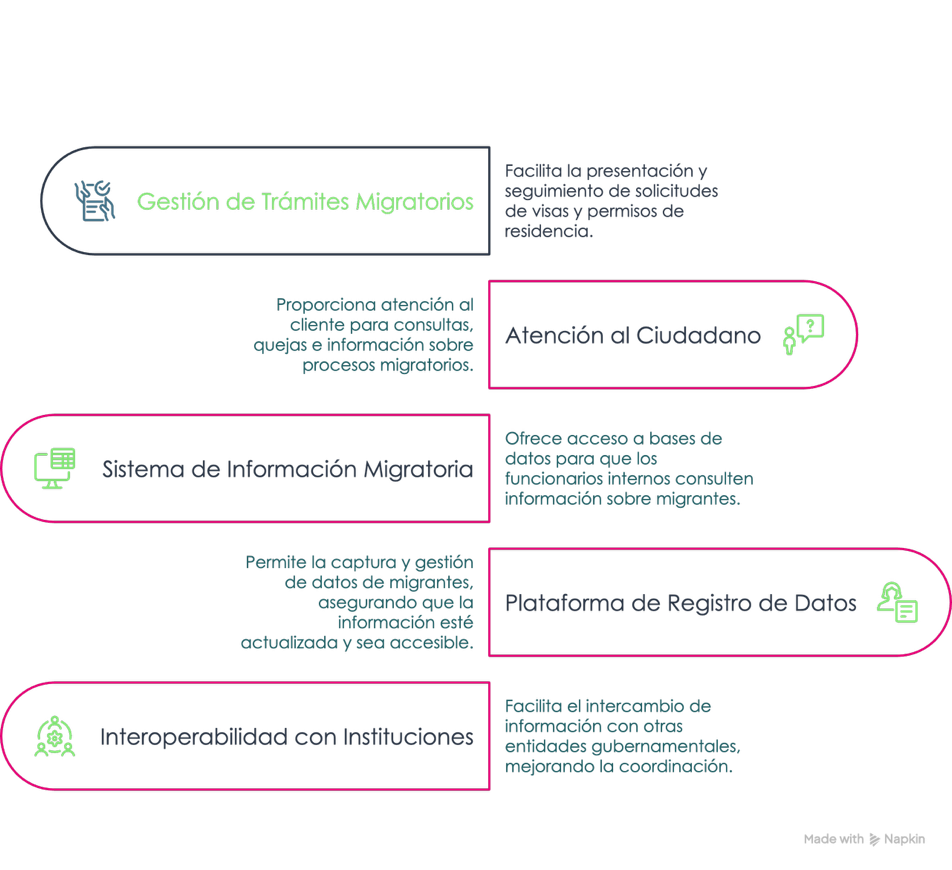 Gestión de Trámites Migratorios
Facilita la presentación y
seguimiento de solicitudes
de visas y permisos de
residencia.
Proporciona atención al
cliente para consultas,
quejas e información sobre
procesos migratorios.
Atención al Ciudadano
?
Sistema de Información Migratoria
Ofrece acceso a bases de
datos para que los
funcionarios internos consulten
información sobre migrantes.
Permite la captura y gestión
de datos de migrantes,
asegurando que la
información esté
actualizada y sea accesible.
Plataforma de Registro de Datos
Interoperabilidad con Instituciones
Facilita el intercambio de
información con otras
entidades gubernamentales,
mejorando la coordinación.
Made with Napkin